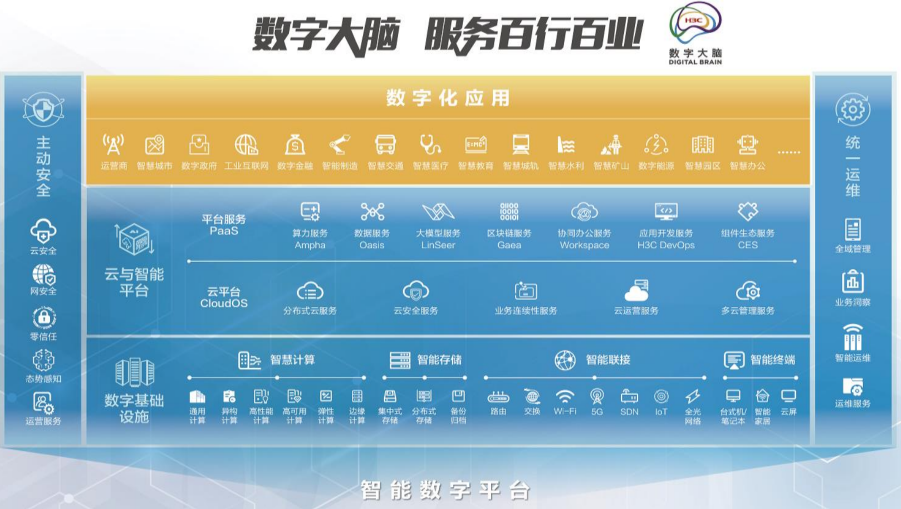 数字大脑 服务百行百业
H3C
数字大脑
DIGITAL BRAIN
主动安全
云安全
网安全
零信任
态势感知
运营服务
数字化应用
运营商 智慧城市 数字政府 工业互联网 数字金融 智能制造 智慧交通 智慧医疗 智慧教育 智慧城轨 智慧水利 智慧矿山 数字能源 智慧园区 智慧办公 ……
云与智能
平台
平台服务
PaaS
算力服务 数据服务 大模型服务 区块链服务 协同办公服务 应用开发服务 组件生态服务
Ampha Oasis LinSeer Gaea Workspace H3C DevOps CES
云平台
CloudOS
分布式云服务 云安全服务 业务连续性服务 云运营服务 多云管理服务
数字基础
设施
智慧计算 智能存储 智能联接 智能终端
通用 异构 高性能 高可用 弹性 边缘 集中式 分布式 备份 路由 交换 Wi-Fi 5G SDN IoT 全光 台式机/ 智能 云屏
计算 计算 计算 计算 计算 计算 存储 存储 归档 网络 笔记本 家居
统一运维
全域管理
业务洞察
智能运维
运维服务
智能数字平台